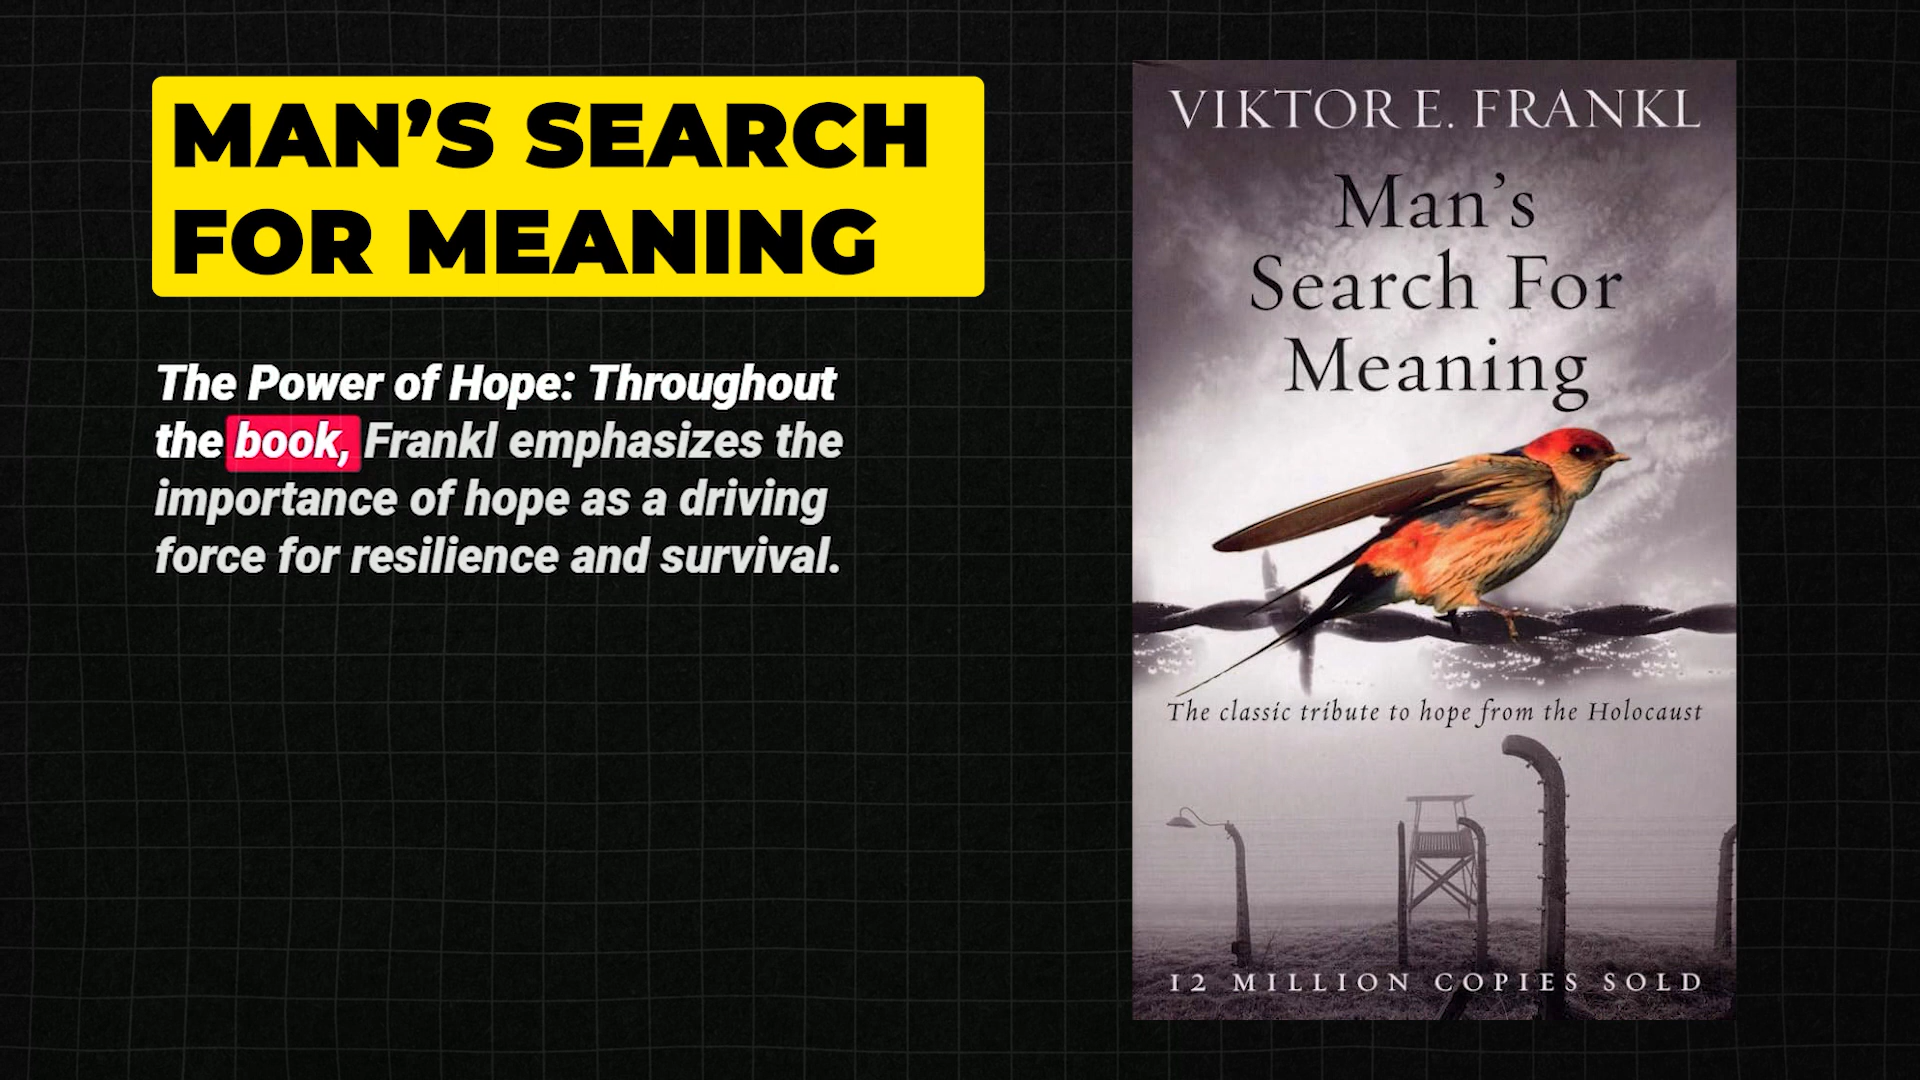 MAN’S SEARCH
FOR MEANING
The Power of Hope: Throughout
the book, Frankl emphasizes the
importance of hope as a driving
force for resilience and survival.
VIKTOR E. FRANKL
Man’s
Search For
Meaning
The classic tribute to hope from the Holocaust
12 MILLION COPIES SOLD